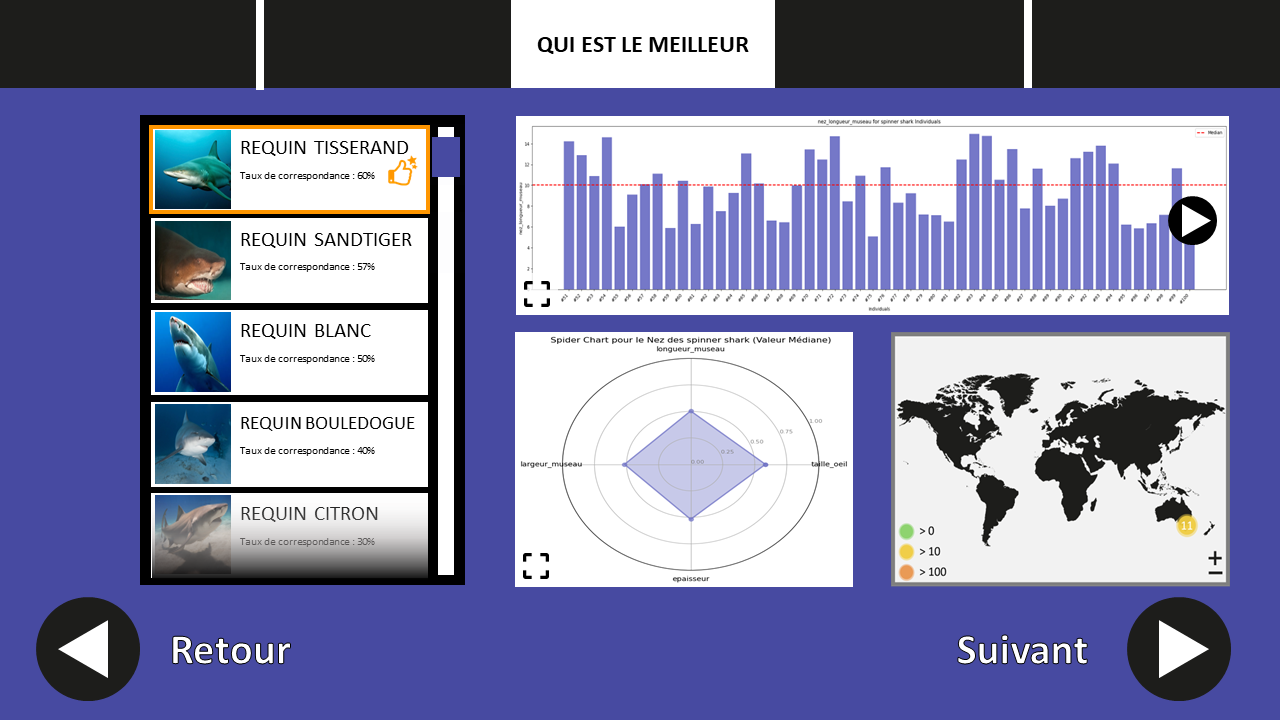 QUI EST LE MEILLEUR
REQUIN TISSERAND
Taux de correspondance : 60%
REQUIN SANDTIGER
Taux de correspondance : 57%
REQUIN BLANC
Taux de correspondance : 50%
REQUIN BOULEDOGUE
Taux de correspondance : 40%
REQUIN CITRON
Taux de correspondance : 30%
nez_longueur_museau for spinner shark Individuals
Median
nez_longueur_museau
14
12
10
8
6
4
2
Individuals
Spider Chart pour le Nez des spinner shark (Valeur Médiane)
longueur_museau
1.00
0.75
0.50
0.25
0.00
largeur_museau
taille_oeil
epaisseur
11
> 0
> 10
> 100
Retour
Suivant